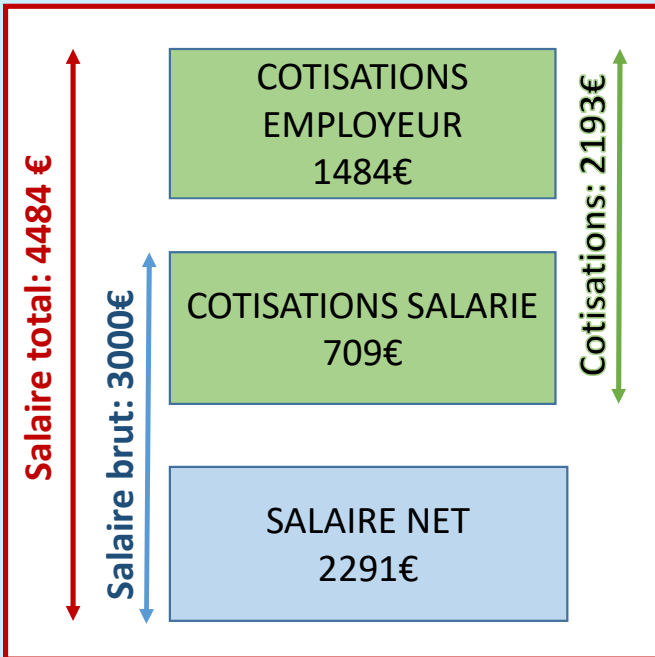 Salaire total: 4484 €
Salaire brut: 3000€
COTISATIONS
EMPLOYEUR
1484€
COTISATIONS SALARIE
709€
SALAIRE NET
2291€
Cotisations: 2193€